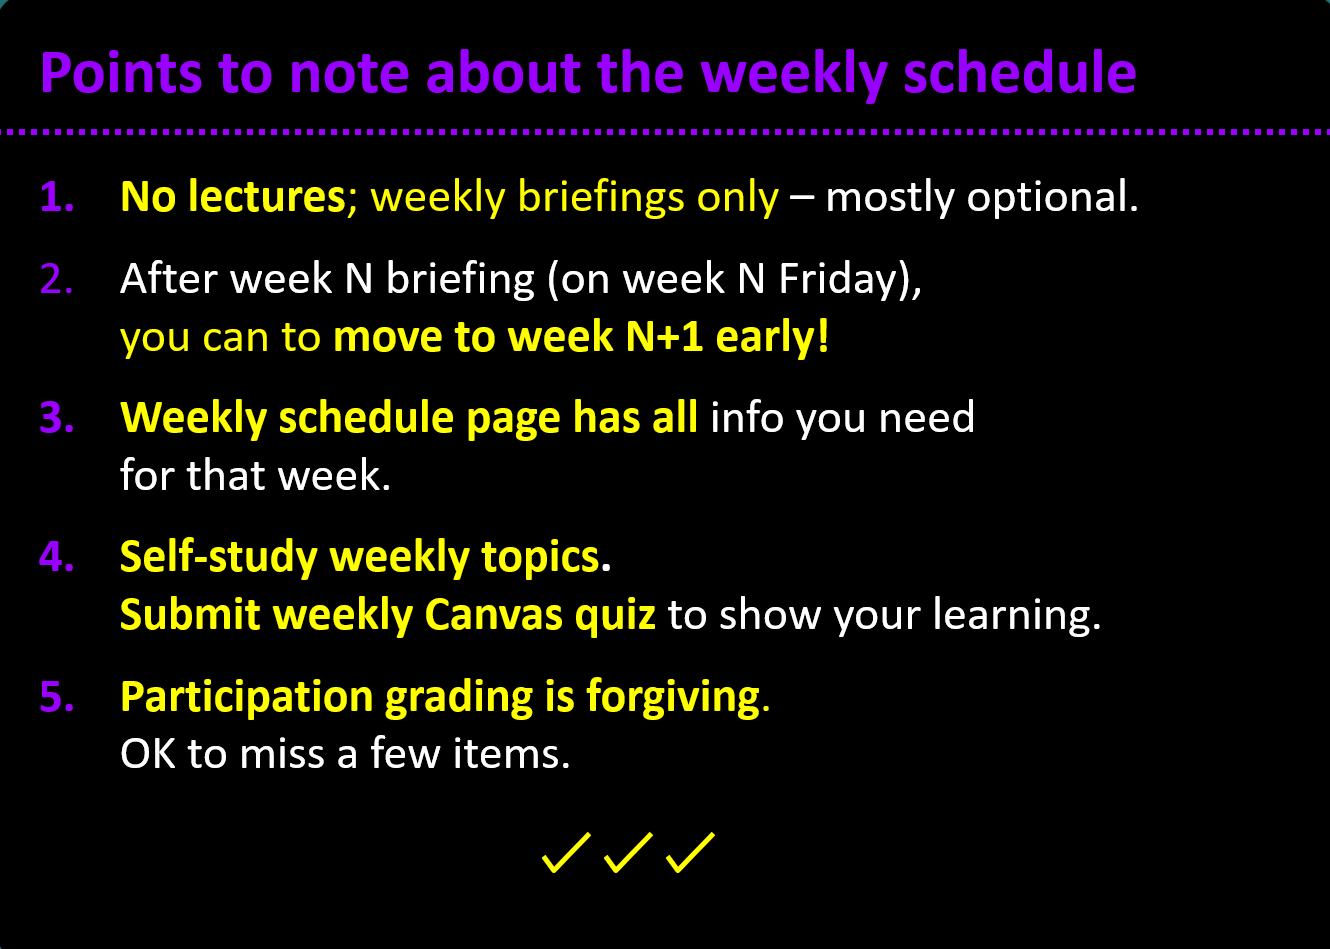 Points to note about the weekly schedule
1. No lectures; weekly briefings only – mostly optional.
2. After week N briefing (on week N Friday),
you can to move to week N+1 early!
3. Weekly schedule page has all info you need
for that week.
4. Self-study weekly topics.
Submit weekly Canvas quiz to show your learning.
5. Participation grading is forgiving.
OK to miss a few items.